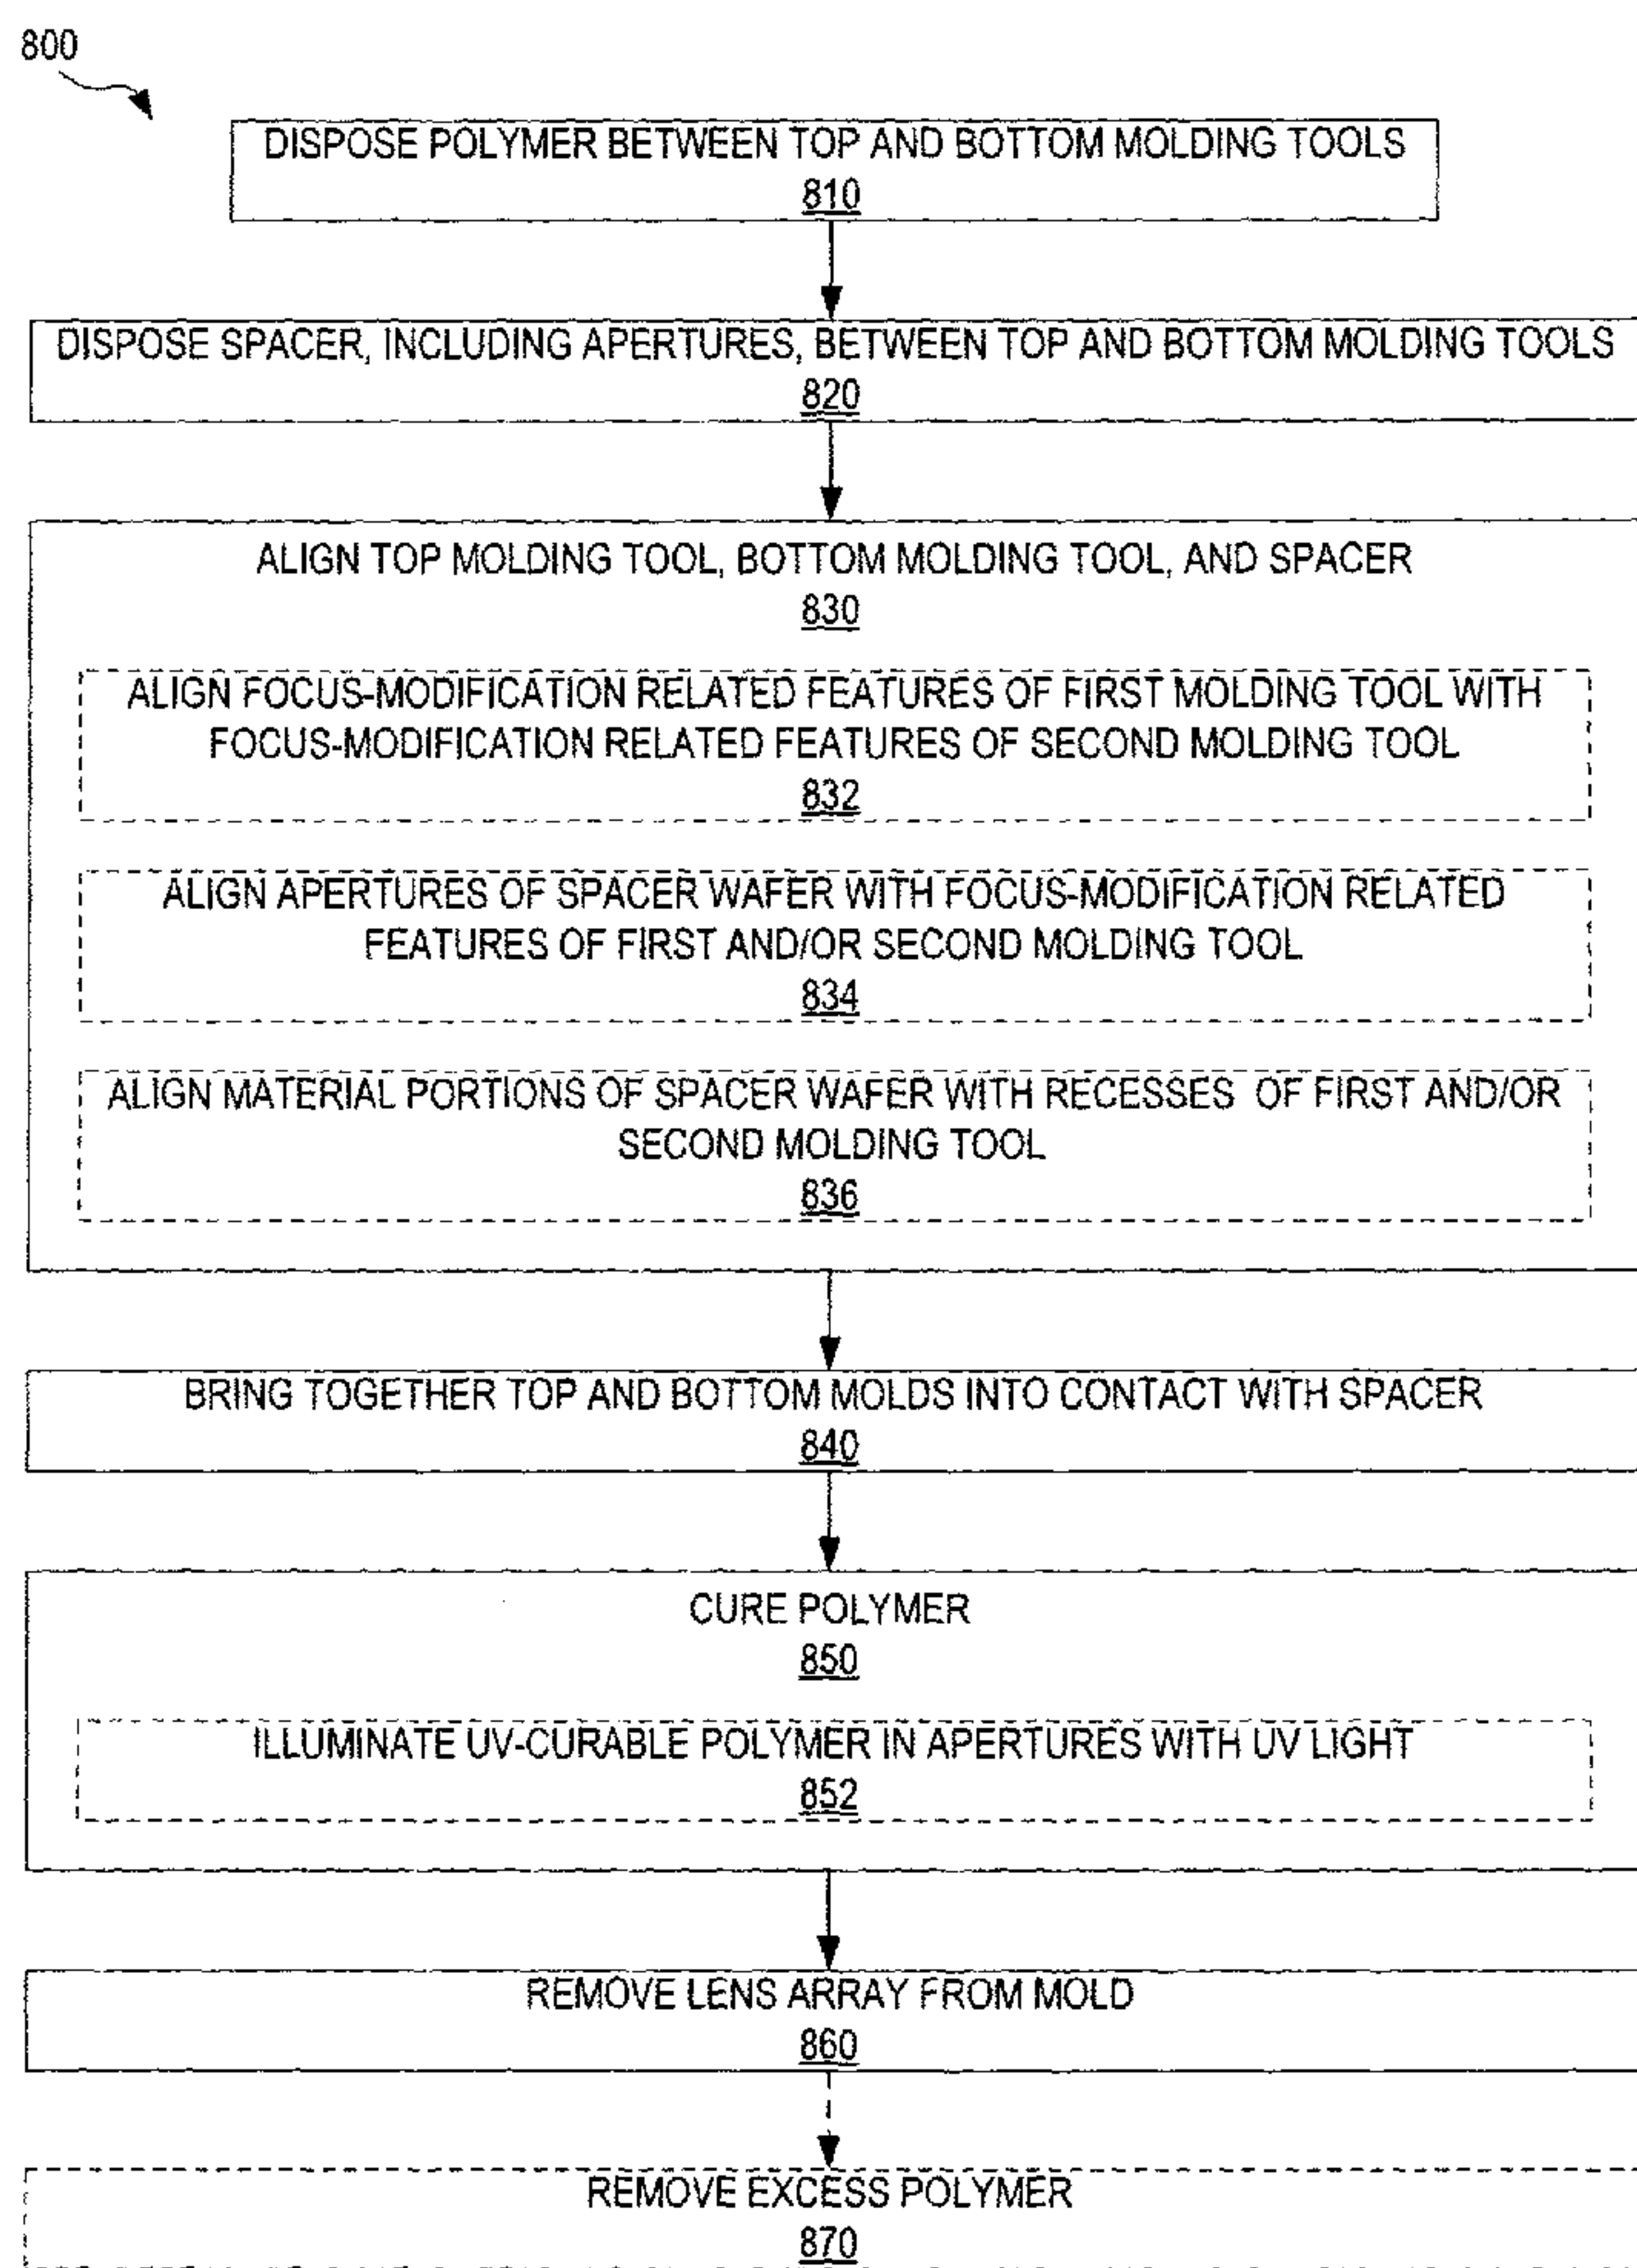 800
DISPOSE POLYMER BETWEEN TOP AND BOTTOM MOLDING TOOLS
810
DISPOSE SPACER, INCLUDING APERTURES, BETWEEN TOP AND BOTTOM MOLDING TOOLS
820
ALIGN TOP MOLDING TOOL, BOTTOM MOLDING TOOL, AND SPACER
830
ALIGN FOCUS-MODIFICATION RELATED FEATURES OF FIRST MOLDING TOOL WITH
FOCUS-MODIFICATION RELATED FEATURES OF SECOND MOLDING TOOL
832
ALIGN APERTURES OF SPACER WAFER WITH FOCUS-MODIFICATION RELATED
FEATURES OF FIRST AND/OR SECOND MOLDING TOOL
834
ALIGN MATERIAL PORTIONS OF SPACER WAFER WITH RECESSES OF FIRST AND/OR
SECOND MOLDING TOOL
836
BRING TOGETHER TOP AND BOTTOM MOLDS INTO CONTACT WITH SPACER
840
CURE POLYMER
850
ILLUMINATE UV-CURABLE POLYMER IN APERTURES WITH UV LIGHT
852
REMOVE LENS ARRAY FROM MOLD
860
REMOVE EXCESS POLYMER
870